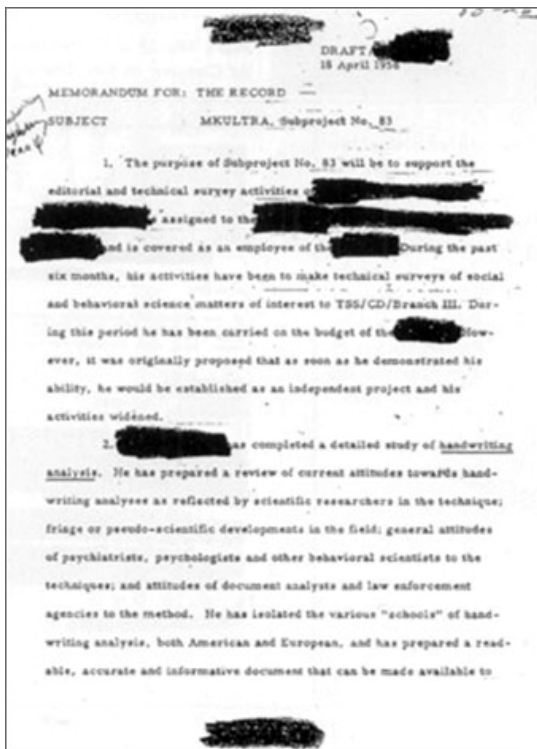 DRAFT
18 April 1958
MEMORANDUM FOR: THE RECORD
SUBJECT : MKULTRA, Subproject No. 83
1. The purpose of Subproject No. 83 will be to support the
editorial and technical survey activities
assigned to the
and is covered as an employee of the During the past
six months, his activities have been to make technical surveys of social
and behavioral science matters of interest to TSS/CD/Branch III. Dur-
ing this period he has been carried on the budget of the How-
ever, it was originally proposed that as soon as he demonstrated his
ability, he would be established as an independent project and his
activities widened.
2. as completed a detailed study of handwriting
analysis. He has prepared a review of current attitudes towards hand-
writing analyses as reflected by scientific researchers in the technique;
fringe or pseudo-scientific developments in the field; general attitudes
of psychiatrists, psychologists and other behavioral scientists to the
techniques; and attitudes of document analysts and law enforcement
agencies to the method. He has isolated the various "schools" of hand-
writing analysis, both American and European, and has prepared a read-
able, accurate and informative document that can be made available to